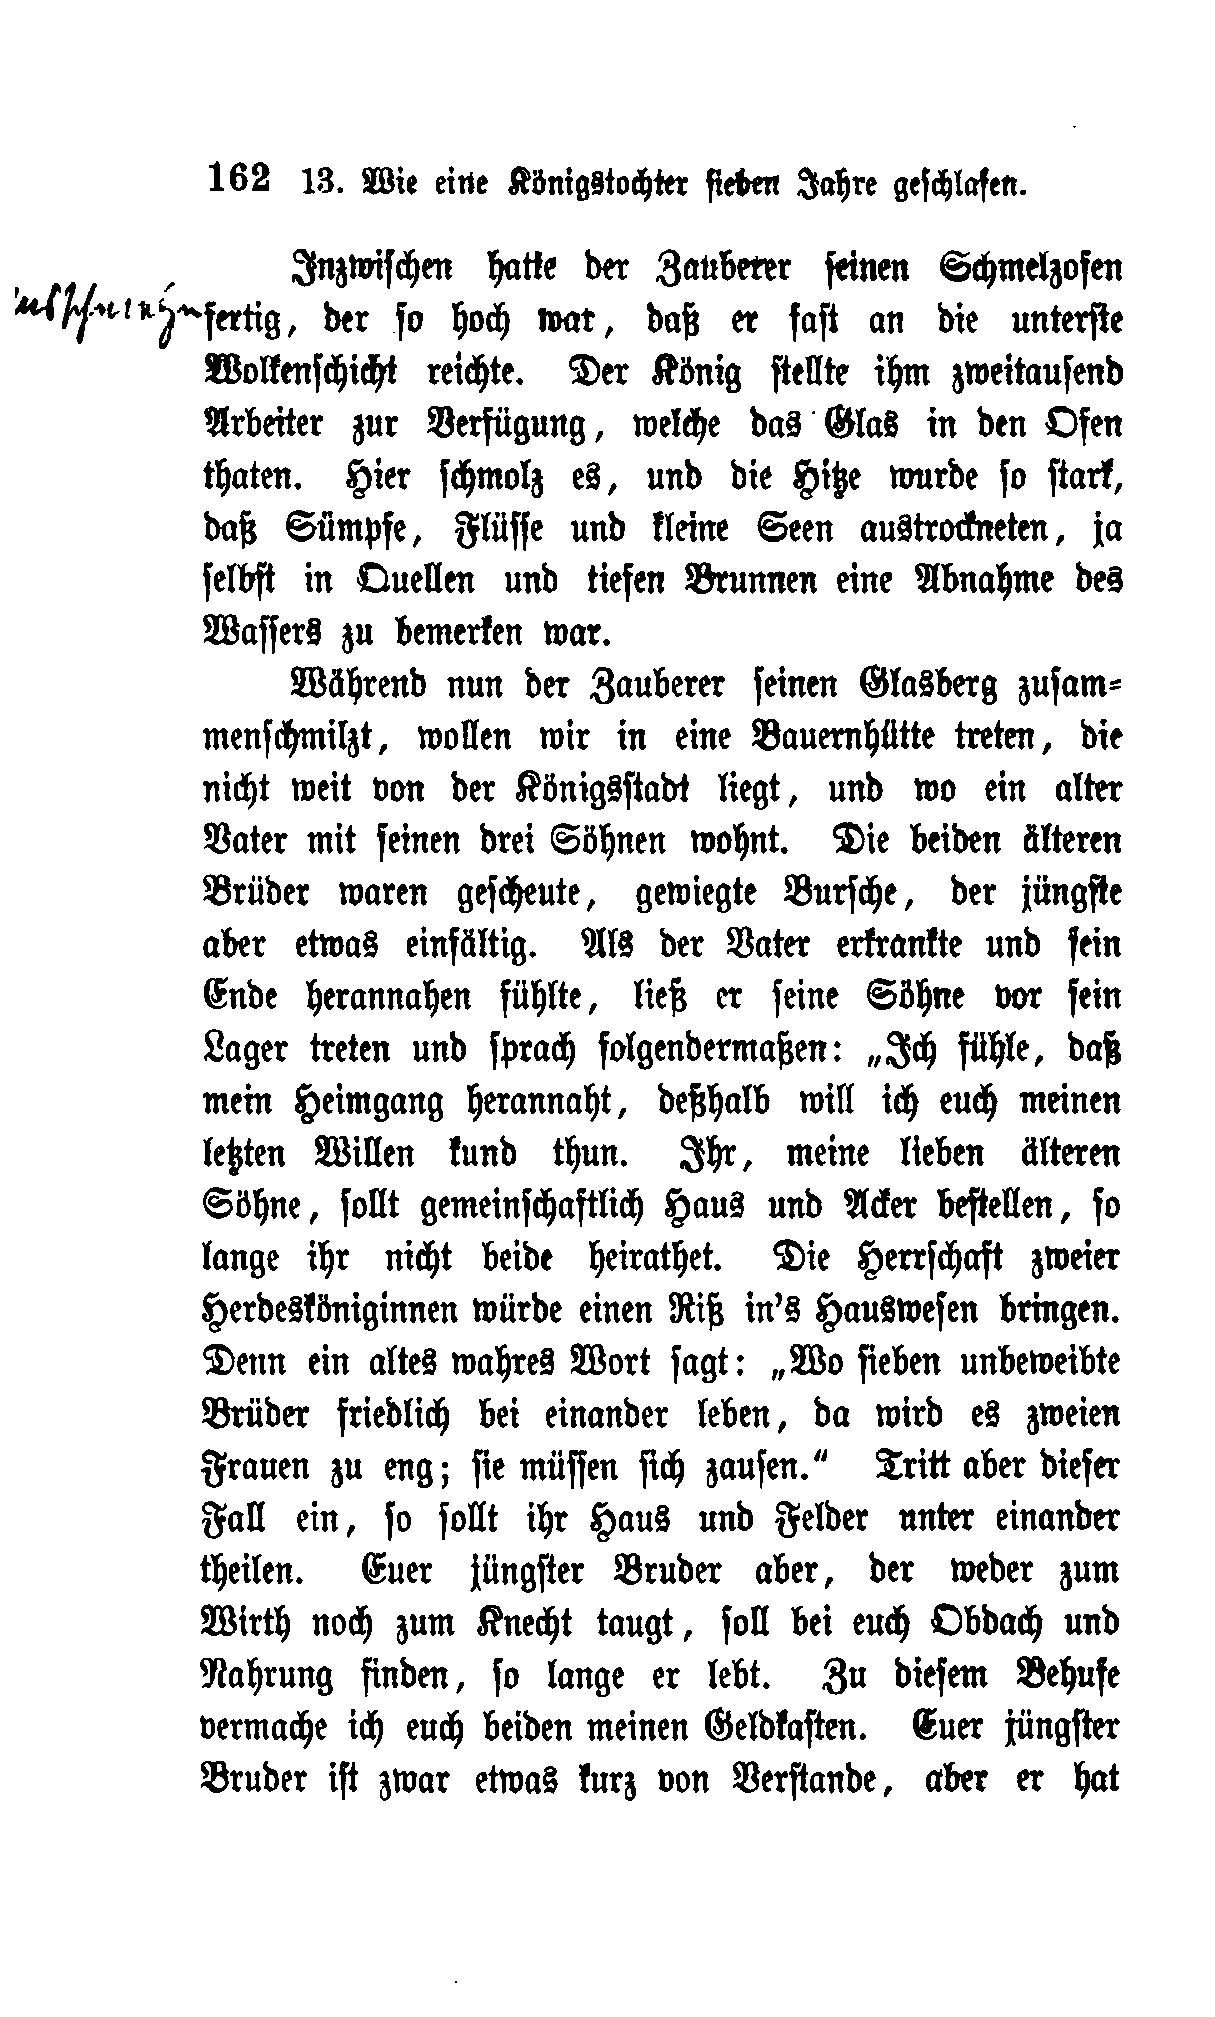 162 13. Wie eine Königstochter sieben Jahre geschlafen.
Inzwischen hatte der Zauberer seinen Schmelzofen
fertig, der so hoch war, daß er fast an die unterste
Wolkenschicht reichte. Der König stellte ihm zweitausend
Arbeiter zur Verfügung, welche das Glas in den Ofen
thaten. Hier schmolz es, und die Hitze wurde so stark,
daß Sümpfe, Flüsse und kleine Seen austrockneten, ja
selbst in Quellen und tiefen Brunnen eine Abnahme des
Wassers zu bemerken war.
Während nun der Zauberer seinen Glasberg zusam-
menschmilzt, wollen wir in eine Bauernhütte treten, die
nicht weit von der Königsstadt liegt, und wo ein alter
Vater mit seinen drei Söhnen wohnt. Die beiden älteren
Brüder waren gescheute, gewiegte Bursche, der jüngste
aber etwas einfältig. Als der Vater erkrankte und sein
Ende herannahen fühlte, ließ er seine Söhne vor sein
Lager treten und sprach folgendermaßen: „Ich fühle, daß
mein Heimgang herannaht, deßhalb will ich euch meinen
letzten Willen kund thun. Ihr, meine lieben älteren
Söhne, sollt gemeinschaftlich Haus und Acker bestellen, so
lange ihr nicht beide heirathet. Die Herrschaft zweier
Herdesköniginnen würde einen Riß in's Hauswesen bringen.
Denn ein altes wahres Wort sagt: „Wo sieben unbeweibte
Brüder friedlich bei einander leben, da wird es zweien
Frauen zu eng; sie müssen sich zausen.“ Tritt aber dieser
Fall ein, so sollt ihr Haus und Felder unter einander
theilen. Euer jüngster Bruder aber, der weder zum
Wirth noch zum Knecht taugt, soll bei euch Obdach und
Nahrung finden, so lange er lebt. Zu diesem Behufe
vermache ich euch beiden meinen Geldkasten. Euer jüngster
Bruder ist zwar etwas kurz von Verstande, aber er hat